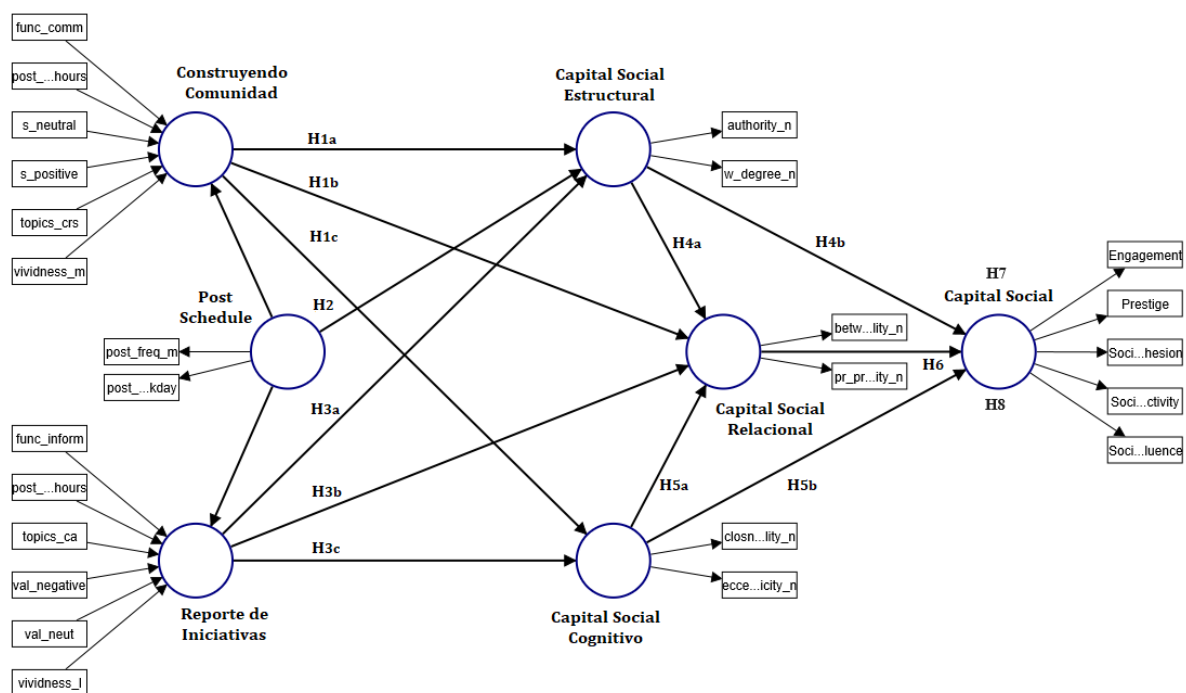 func_comm
post_...hours
s_neutral
s_positive
topics_crs
vividness_m
Construyendo
Comunidad
Capital Social
Estructural
authority_n
w_degree_n
H1a
H1b
H1c
H2
H3a
H3b
H3c
H4a
H4b
Post
Schedule
post_freq_m
post_...kday
betw...lity_n
pr_pr...ity_n
H6
Capital Social
Relacional
H7
Capital Social
H8
Engagement
Prestige
Soci...hesion
Soci...ctivity
Soci...luence
func_inform
post_...hours
topics_ca
val_negative
val_neut
vividness_l
Reporte de
Iniciativas
H5a
H5b
closn...lity_n
ecce...icity_n
Capital Social
Cognitivo